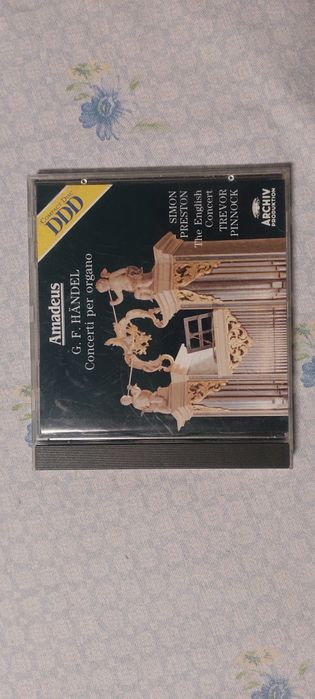 Compact Disc
DDD
Amadeus
G. F. HÄNDEL
Concerti per organo
SIMON
PRESTON
The English
Concert
TREVOR
PINNOCK
ARCHIV
PRODUKTION